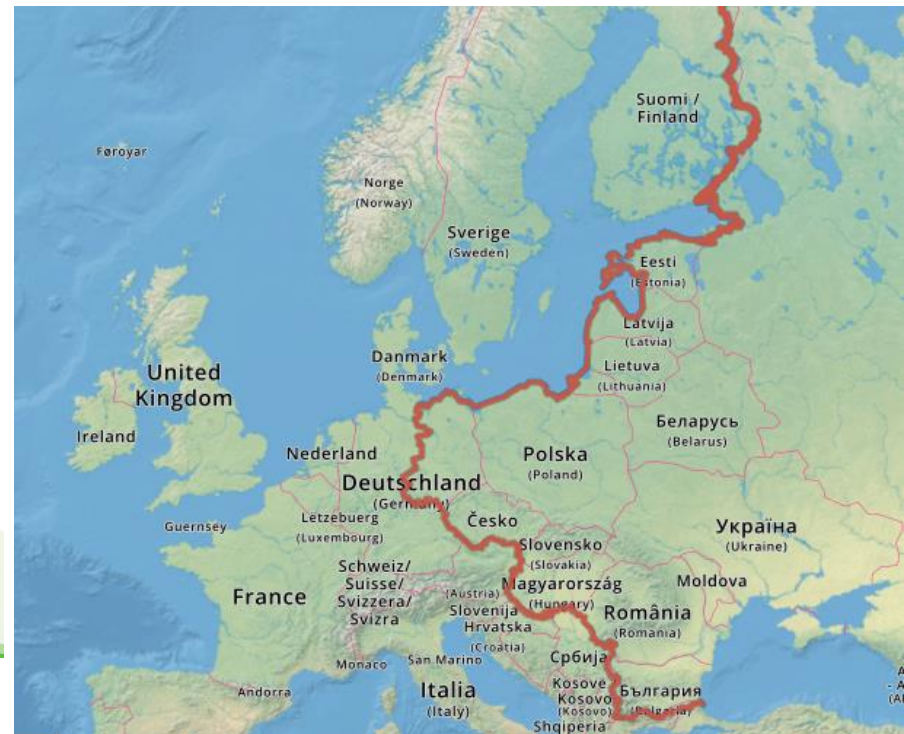 Suomi /
Finland
Føroyar
Norge
(Norway)
Sverige
(Sweden)
Eesti
(Estonia)
Latvija
(Latvia)
Danmark
(Denmark)
Lietuva
(Lithuania)
United
Kingdom
Беларусь
(Belarus)
Ireland
Nederland
Polska
(Poland)
Deutschland
(Germany)
Guernsey
Lëtzebuerg
(Luxembourg)
Česko
Україна
(Ukraine)
Slovensko
(Slovakia)
Schweiz/
Suisse/
Svizzera/
Svizra
Magyarország
(Hungary)
Moldova
(Austria)
France
Slovenija
Hrvatska
(Croatia)
România
(Romania)
Monaco
San Marino
Србија
Andorra
Italia
(Italy)
Kosove
Kosovo
(Kosovo)
България
(Bulgaria)
Shqipëria